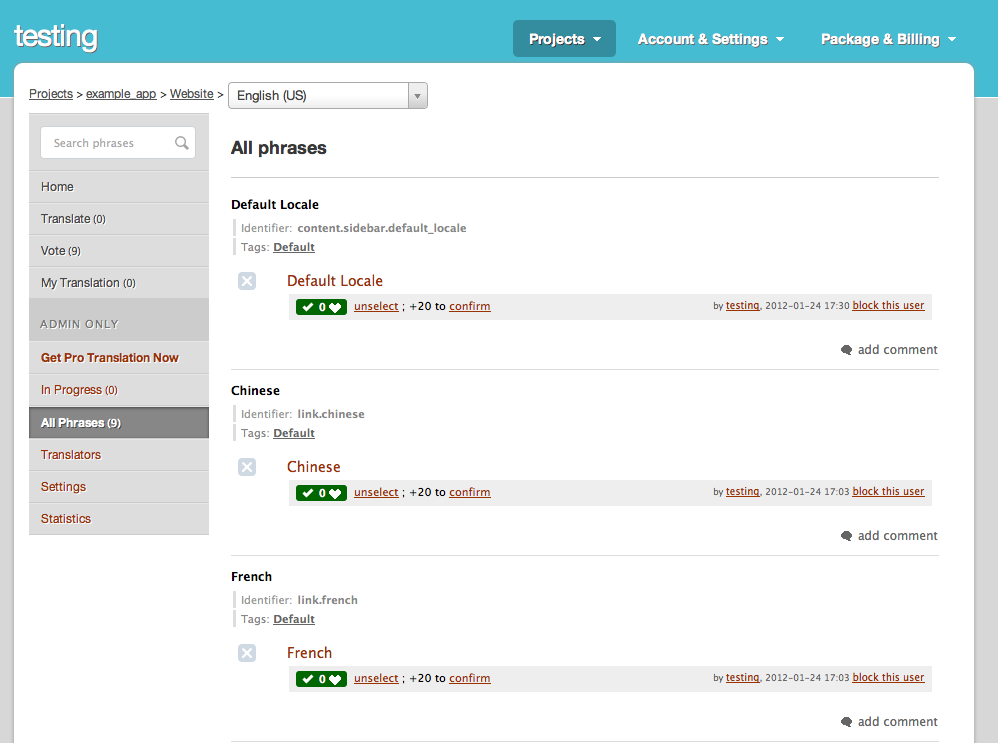 testing
Projects Account & Settings Package & Billing
Projects > example_app > Website > English (US)
Search phrases
Home
Translate (0)
Vote (9)
My Translation (0)
ADMIN ONLY
Get Pro Translation Now
In Progress (0)
All Phrases (9)
Translators
Settings
Statistics
All phrases
Default Locale
Identifier: content.sidebar.default_locale
Tags: Default
Default Locale
0 unselect ; +20 to confirm by testing, 2012-01-24 17:30 block this user
add comment
Chinese
Identifier: link.chinese
Tags: Default
Chinese
0 unselect ; +20 to confirm by testing, 2012-01-24 17:03 block this user
add comment
French
Identifier: link.french
Tags: Default
French
0 unselect ; +20 to confirm by testing, 2012-01-24 17:03 block this user
add comment